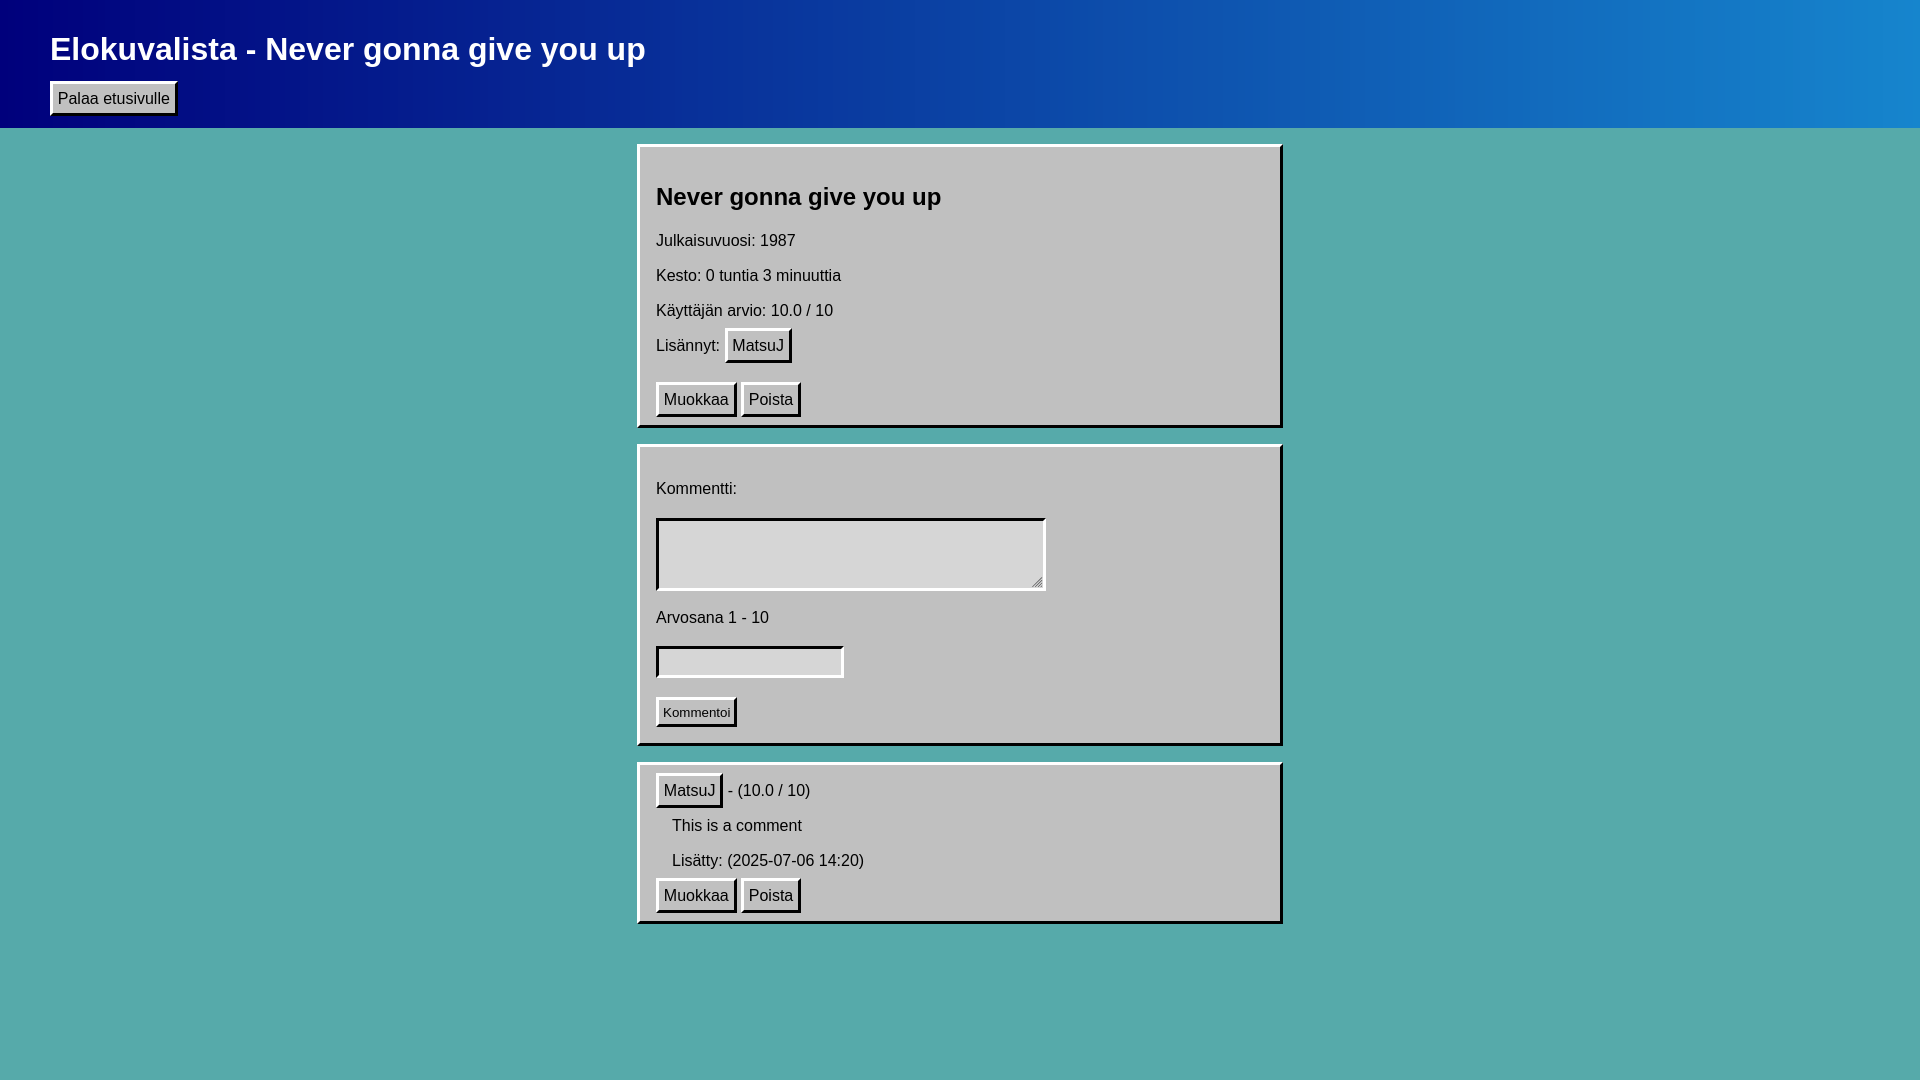 Elokuvalista - Never gonna give you up
Palaa etusivulle
Never gonna give you up
Julkaisuvuosi: 1987
Kesto: 0 tuntia 3 minuuttia
Käyttäjän arvio: 10.0 / 10
Lisännyt: MatsuJ
Muokkaa Poista
Kommentti:
Arvosana 1 - 10
Kommentoi
MatsuJ - (10.0 / 10)
This is a comment
Lisätty: (2025-07-06 14:20)
Muokkaa Poista